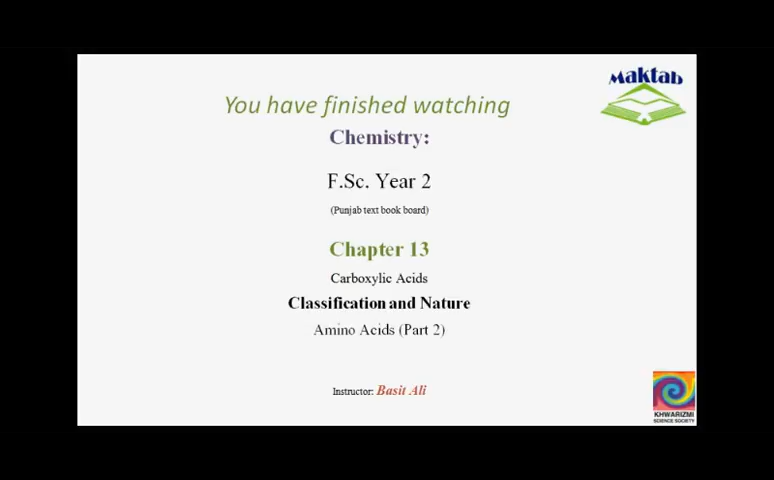 Maktab
You have finished watching
Chemistry:
F.Sc. Year 2
(Punjab text book board)
Chapter 13
Carboxylic Acids
Classification and Nature
Amino Acids (Part 2)
Instructor: Basit Ali
KHWARIZMI
SCIENCE SOCIETY